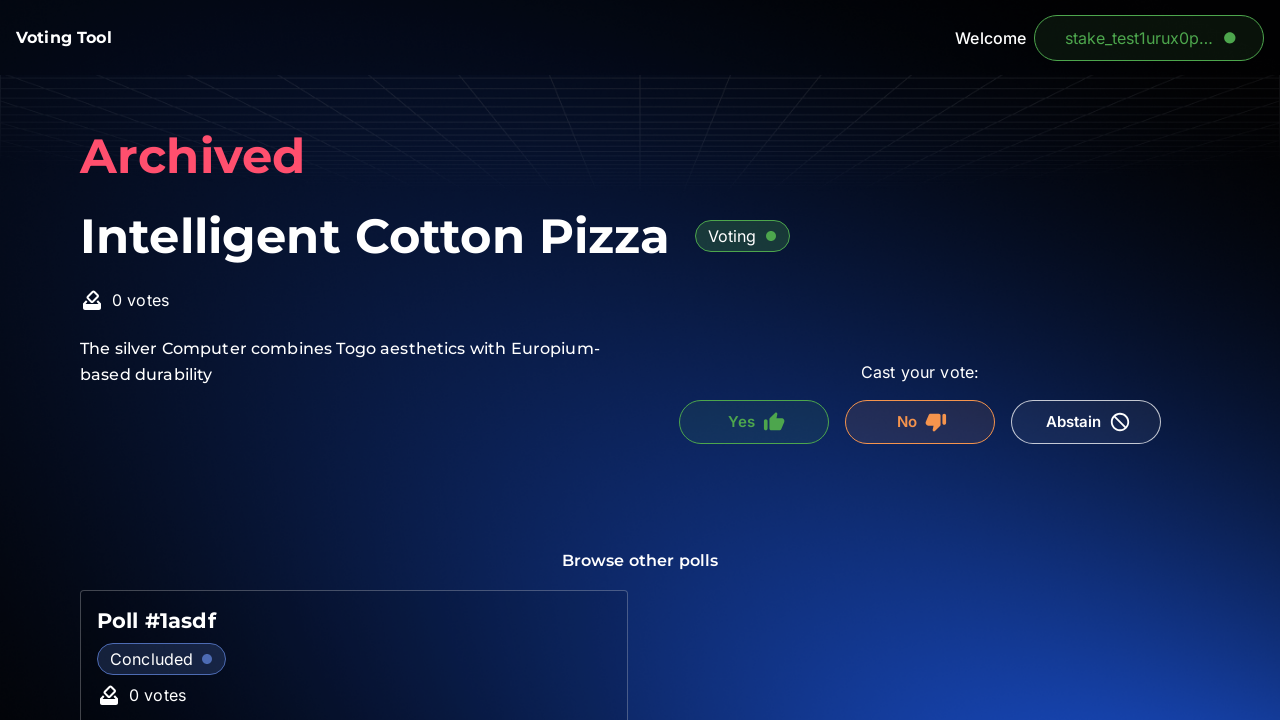 Voting Tool
Welcome
stake_test1urux0p...
Archived
Intelligent Cotton Pizza
Voting
0 votes
The silver Computer combines Togo aesthetics with Europium-
based durability
Cast your vote:
Yes
No
Abstain
Browse other polls
Poll #1asdf
Concluded
0 votes